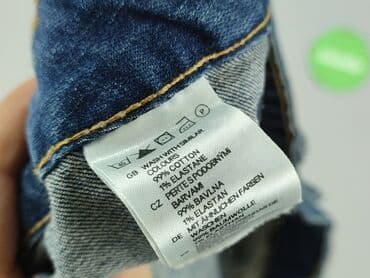 P
GB WASH WITH SIMILAR
COLOURS
99% COTTON
1% ELASTANE
CZ PERTE S PODOBNÝMI
BARVAMI
99% BAVLNA
1% ELASTAN
DE MIT ÄHNLICHEN FARBEN
WASCHEN